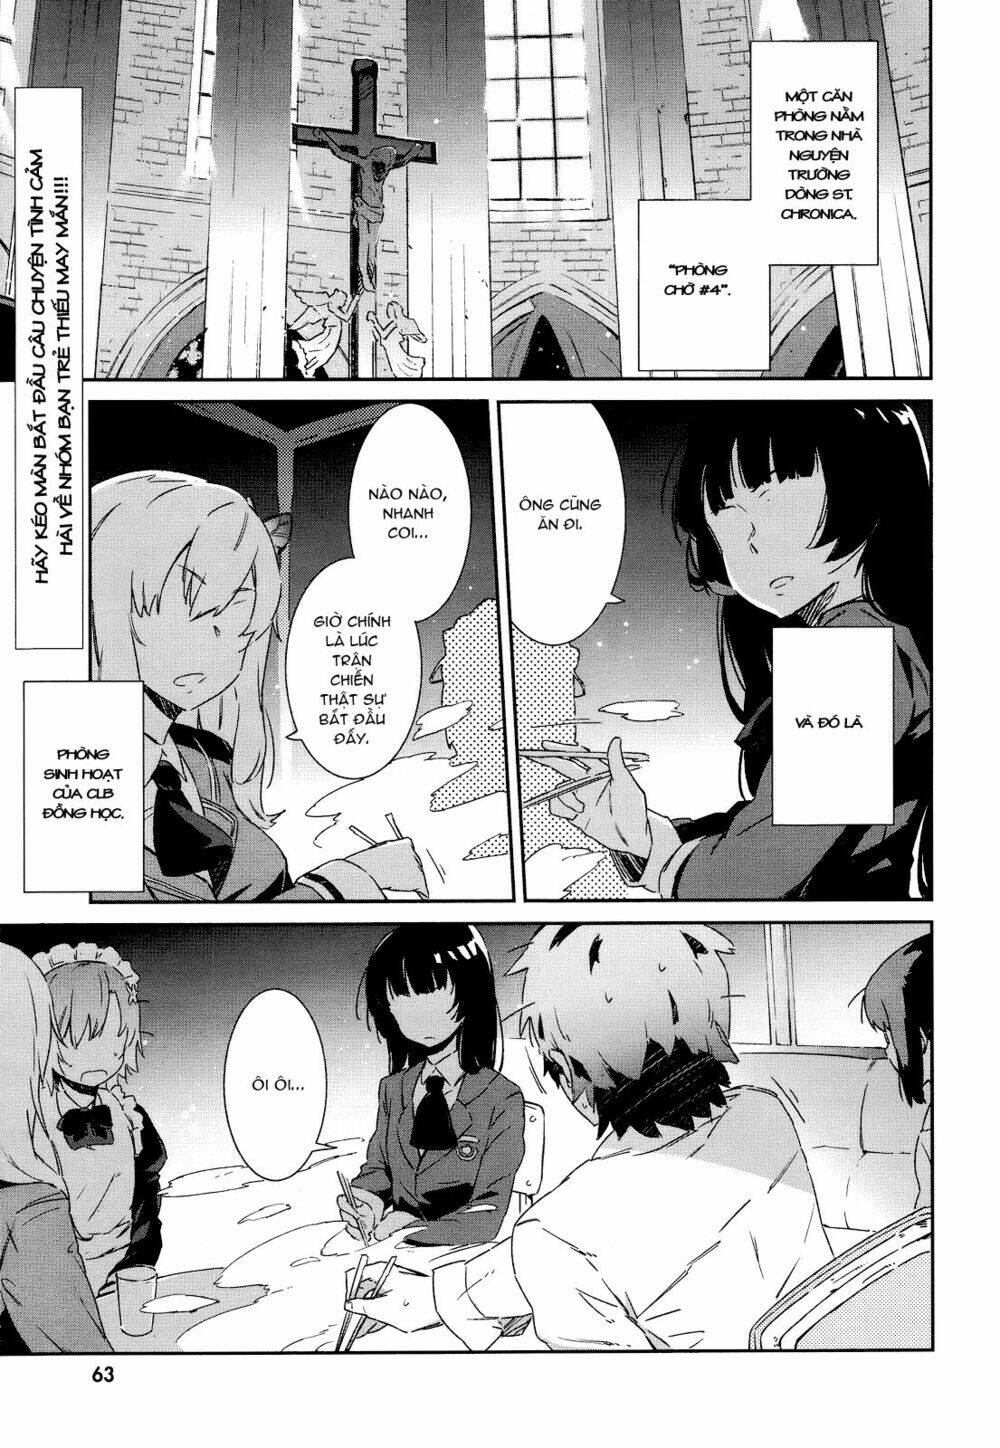 MỘT CĂN
PHÒNG NẰM
TRONG NHÀ
NGUYỆN
TRƯỜNG
DÒNG ST.
CHRONICA.
"PHÒNG
CHỜ #4".
HÃY KÉO MÀN BẮT ĐẦU CÂU CHUYỆN TÌNH CẢM
HÀI VỀ NHÓM BẠN TRẺ THIẾU MAY MẮN!!!
ÔNG CŨNG
ĂN ĐI.
VÀ ĐÓ LÀ
NÀO NÀO,
NHANH
COI...
GIỜ CHÍNH
LÀ LÚC
TRẬN
CHIẾN
THẬT SỰ
BẮT ĐẦU
ĐẤY.
PHÒNG
SINH HOẠT
CỦA CLB
ĐỒNG HỌC.
ÔI ÔI...
63